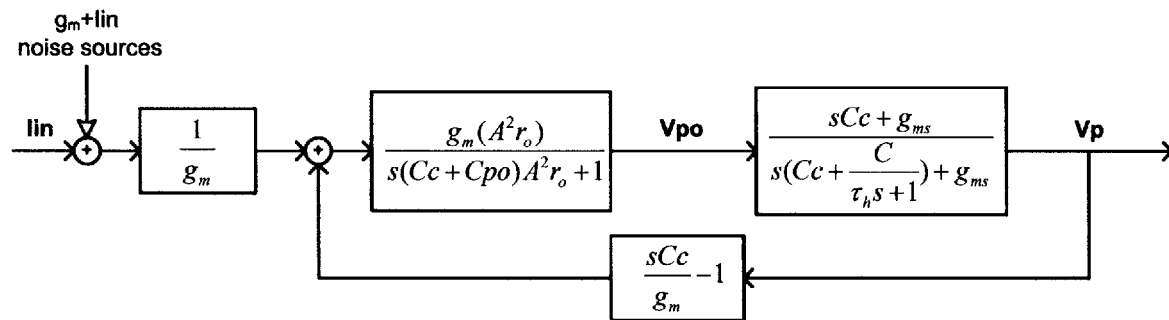 gm+Iin
noise sources
Iin
+
1
gm
+
gm(A²ro)
s(Cc + Cpo)A²ro + 1
Vpo
sCc + gms
s(Cc + C
τhs + 1
) + gms
Vp
sCc
gm
− 1